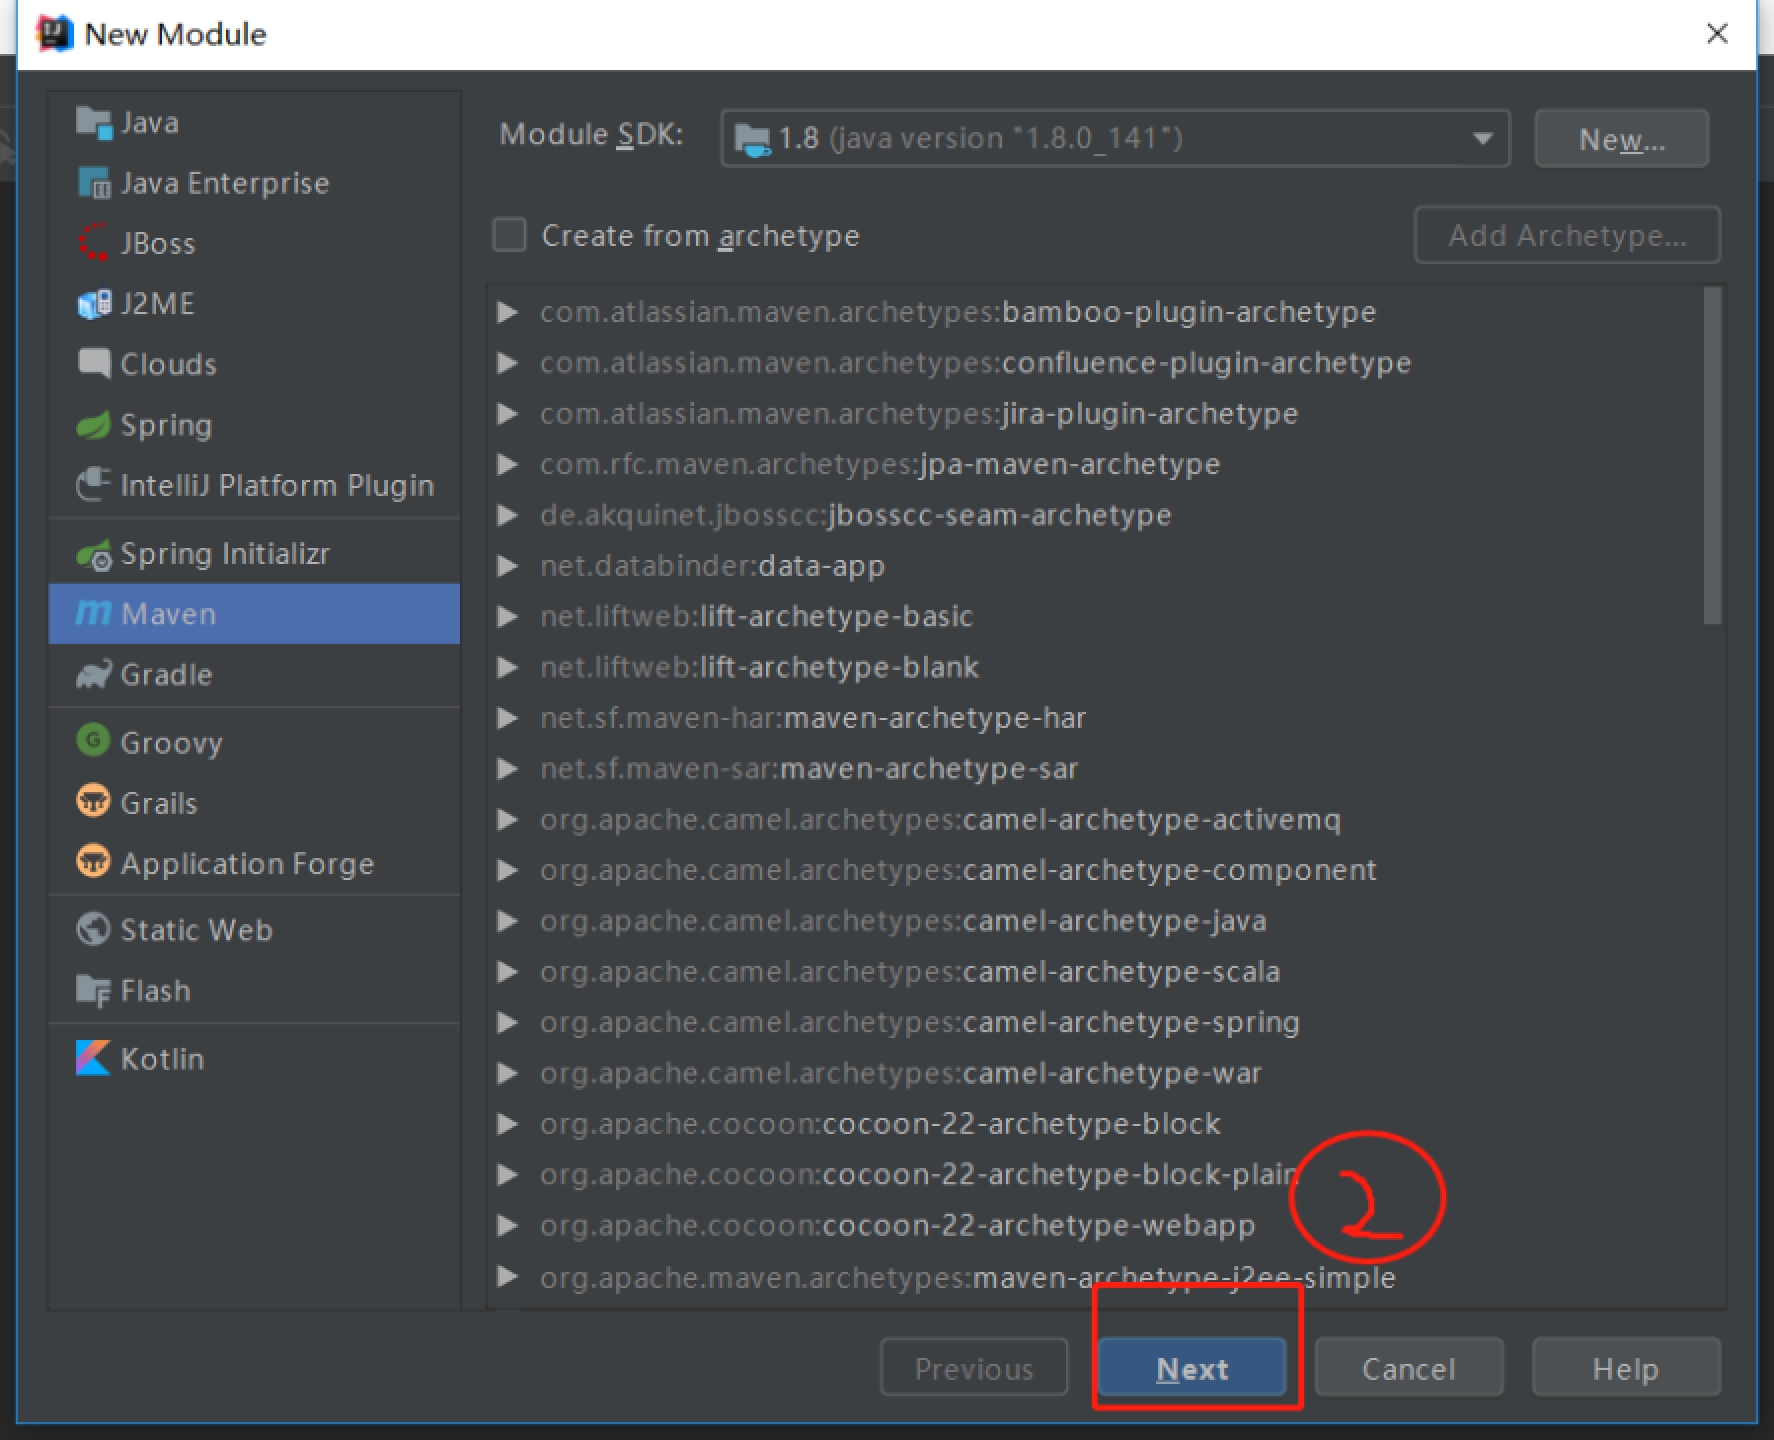 New Module
Java
Java Enterprise
JBoss
J2ME
Clouds
Spring
IntelliJ Platform Plugin
Spring Initializr
Maven
Gradle
Groovy
Grails
Application Forge
Static Web
Flash
Kotlin
Module SDK:
1.8 (java version "1.8.0_141")
New...
Create from archetype
Add Archetype...
com.atlassian.maven.archetypes:bamboo-plugin-archetype
com.atlassian.maven.archetypes:confluence-plugin-archetype
com.atlassian.maven.archetypes:jira-plugin-archetype
com.rfc.maven.archetypes:jpa-maven-archetype
de.akquinet.jbosscc:jbosscc-seam-archetype
net.databinder:data-app
net.liftweb:lift-archetype-basic
net.liftweb:lift-archetype-blank
net.sf.maven-har:maven-archetype-har
net.sf.maven-sar:maven-archetype-sar
org.apache.camel.archetypes:camel-archetype-activemq
org.apache.camel.archetypes:camel-archetype-component
org.apache.camel.archetypes:camel-archetype-java
org.apache.camel.archetypes:camel-archetype-scala
org.apache.camel.archetypes:camel-archetype-spring
org.apache.camel.archetypes:camel-archetype-war
org.apache.cocoon:cocoon-22-archetype-block
org.apache.cocoon:cocoon-22-archetype-block-plain
org.apache.cocoon:cocoon-22-archetype-webapp
org.apache.maven.archetypes:maven-archetype-j2ee-simple
2
Previous
Next
Cancel
Help